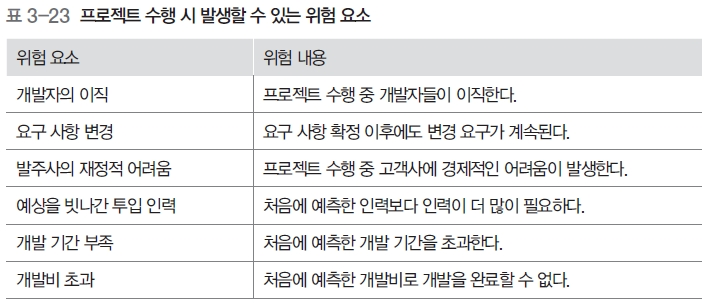 표 3-23 프로젝트 수행 시 발생할 수 있는 위험 요소
위험 요소 위험 내용
개발자의 이직 프로젝트 수행 중 개발자들이 이직한다.
요구 사항 변경 요구 사항 확정 이후에도 변경 요구가 계속된다.
발주사의 재정적 어려움 프로젝트 수행 중 고객사에 경제적인 어려움이 발생한다.
예상을 빗나간 투입 인력 처음에 예측한 인력보다 인력이 더 많이 필요하다.
개발 기간 부족 처음에 예측한 개발 기간을 초과한다.
개발비 초과 처음에 예측한 개발비로 개발을 완료할 수 없다.